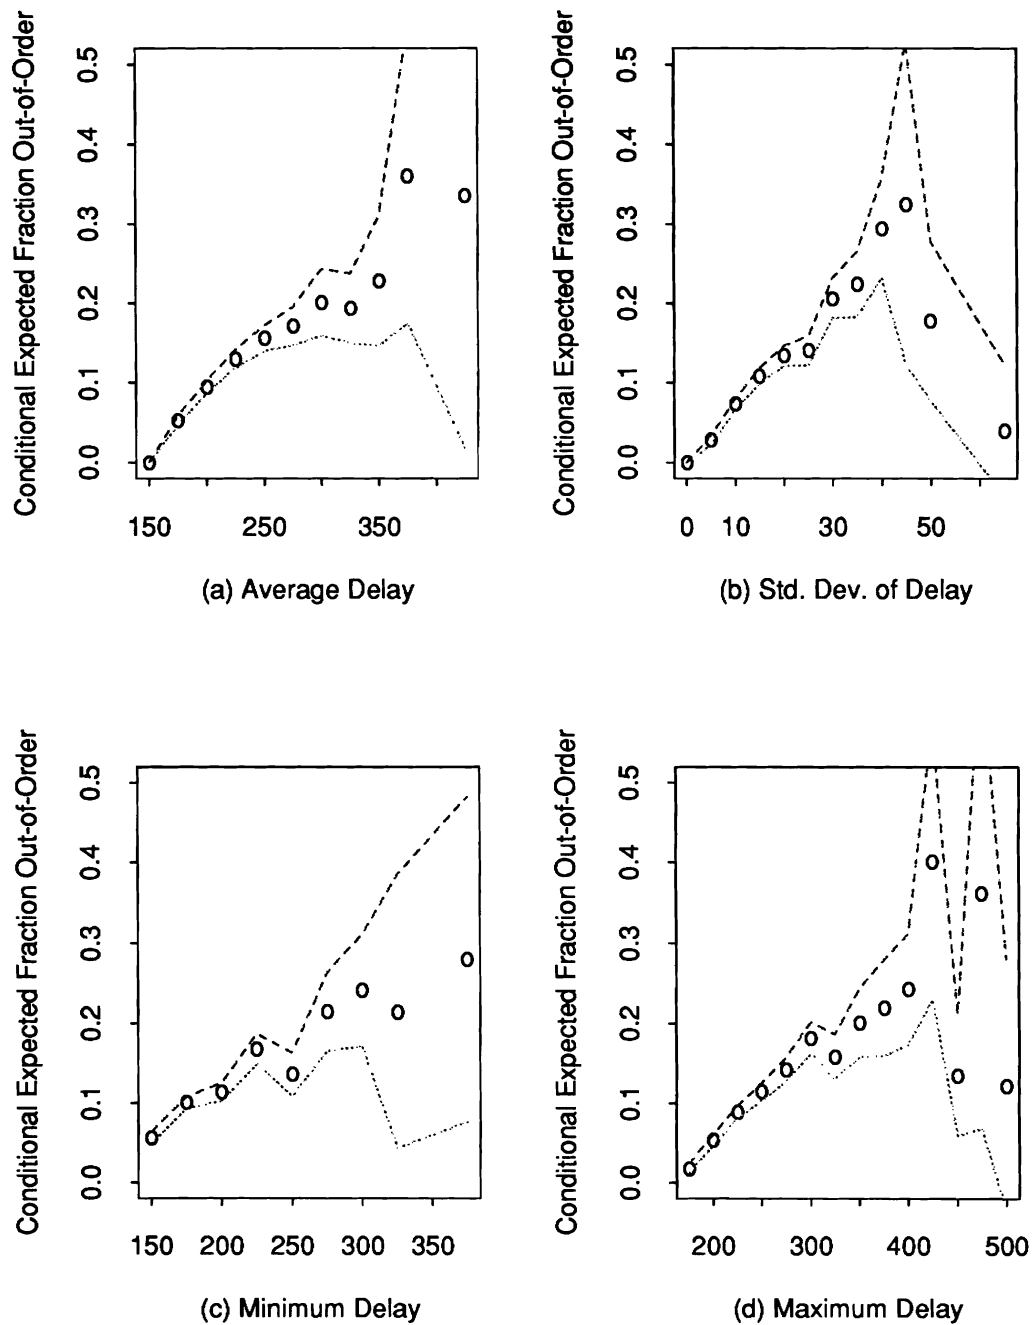 Conditional Expected Fraction Out-of-Order
0.0 0.1 0.2 0.3 0.4 0.5
150 250 350
(a) Average Delay
Conditional Expected Fraction Out-of-Order
0.0 0.1 0.2 0.3 0.4 0.5
0 10 30 50
(b) Std. Dev. of Delay
Conditional Expected Fraction Out-of-Order
0.0 0.1 0.2 0.3 0.4 0.5
150 200 250 300 350
(c) Minimum Delay
Conditional Expected Fraction Out-of-Order
0.0 0.1 0.2 0.3 0.4 0.5
200 300 400 500
(d) Maximum Delay